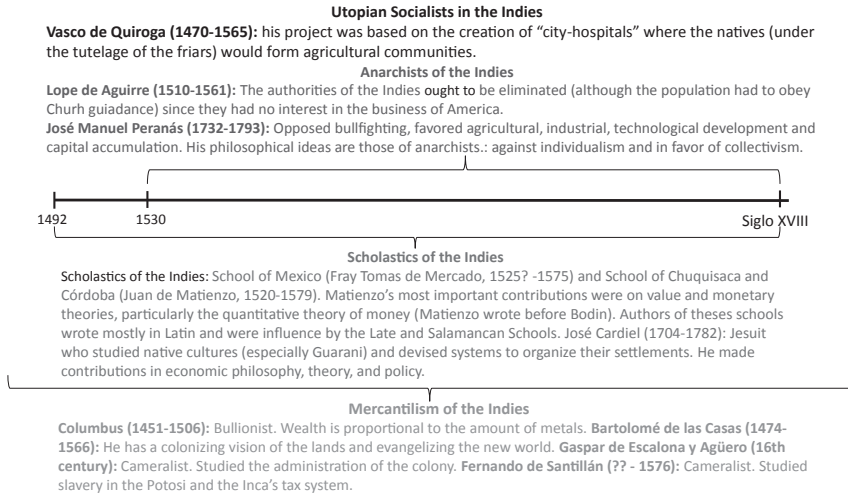 Utopian Socialists in the Indies
Vasco de Quiroga (1470-1565): his project was based on the creation of “city-hospitals” where the natives (under
the tutelage of the friars) would form agricultural communities.
Anarchists of the Indies
Lope de Aguirre (1510-1561): The authorities of the Indies ought to be eliminated (although the population had to obey
Churh guiadance) since they had no interest in the business of America.
José Manuel Peranás (1732-1793): Opposed bullfighting, favored agricultural, industrial, technological development and
capital accumulation. His philosophical ideas are those of anarchists.: against individualism and in favor of collectivism.
1492
1530
Siglo XVIII
Scholastics of the Indies
Scholastics of the Indies: School of Mexico (Fray Tomas de Mercado, 1525? -1575) and School of Chuquisaca and
Córdoba (Juan de Matienzo, 1520-1579). Matienzo’s most important contributions were on value and monetary
theories, particularly the quantitative theory of money (Matienzo wrote before Bodin). Authors of theses schools
wrote mostly in Latin and were influence by the Late and Salamancan Schools. José Cardiel (1704-1782): Jesuit
who studied native cultures (especially Guarani) and devised systems to organize their settlements. He made
contributions in economic philosophy, theory, and policy.
Mercantilism of the Indies
Columbus (1451-1506): Bullionist. Wealth is proportional to the amount of metals. Bartolomé de las Casas (1474-
1566): He has a colonizing vision of the lands and evangelizing the new world. Gaspar de Escalona y Agüero (16th
century): Cameralist. Studied the administration of the colony. Fernando de Santillán (?? - 1576): Cameralist. Studied
slavery in the Potosi and the Inca’s tax system.